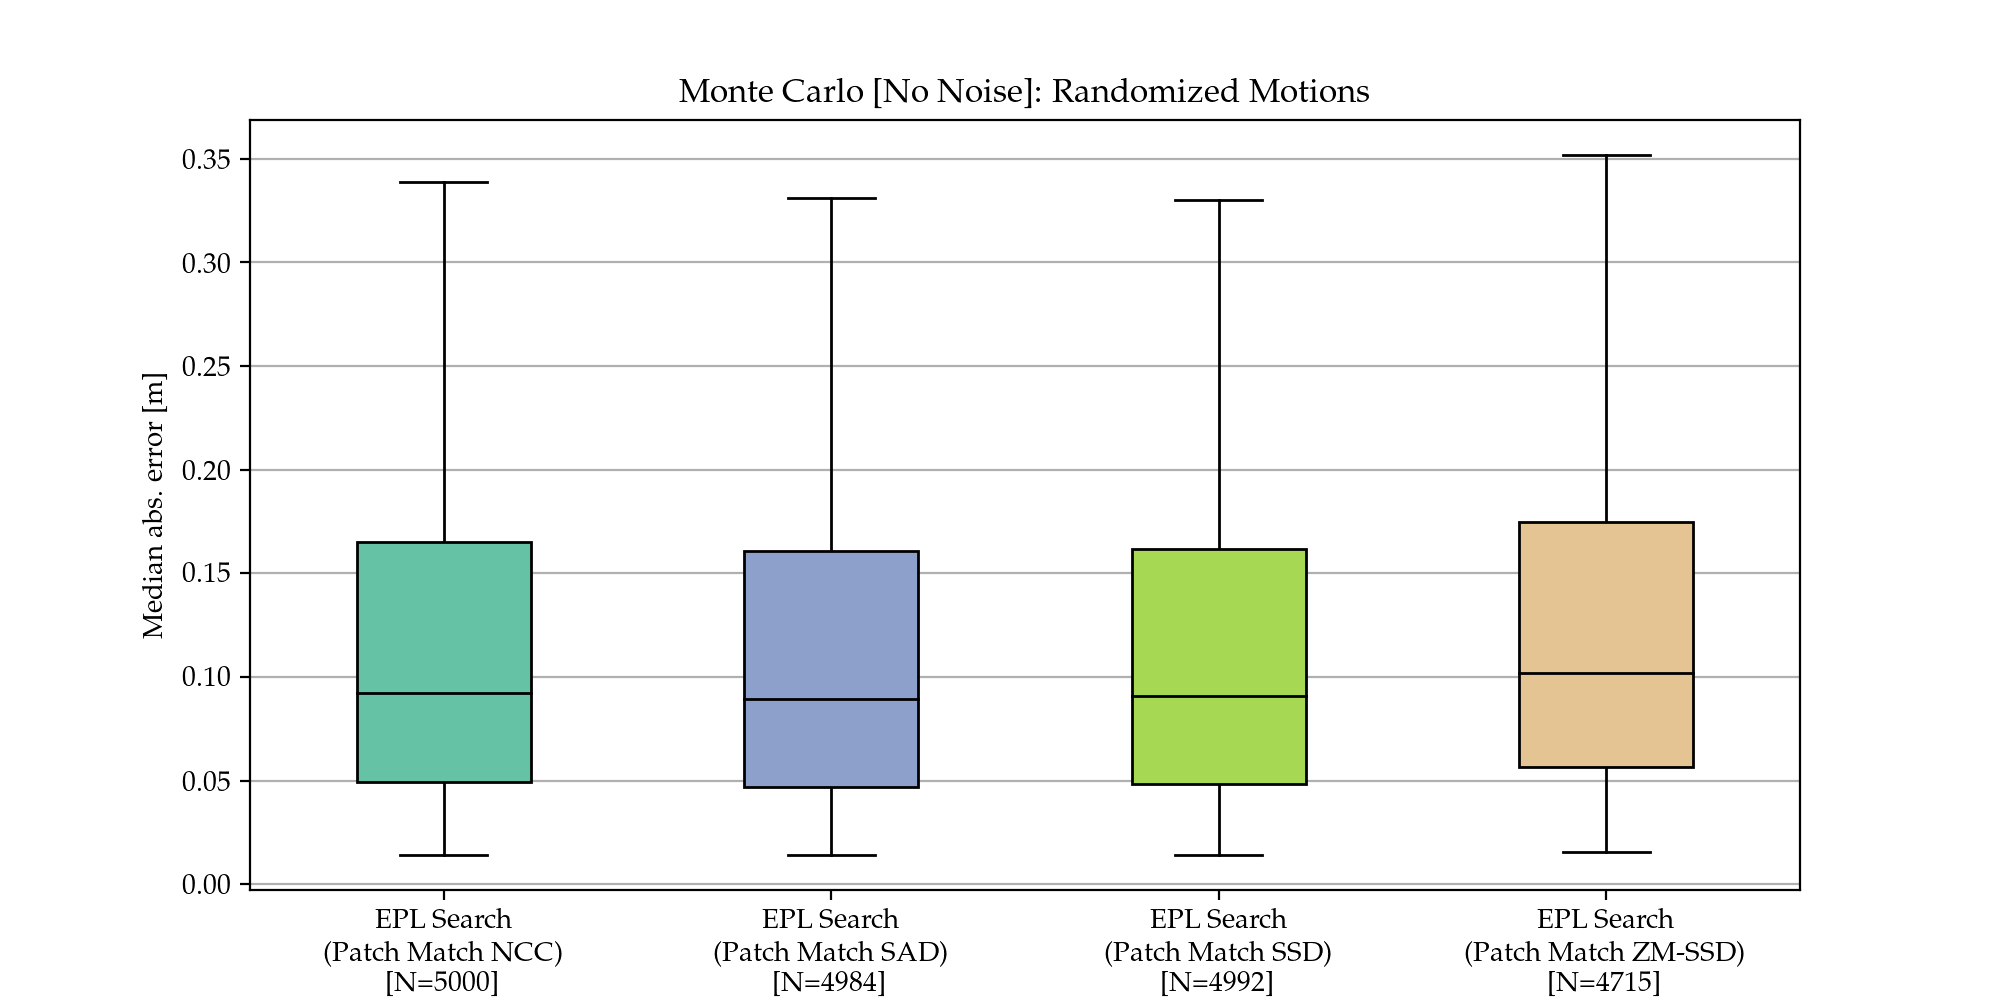 Monte Carlo [No Noise]: Randomized Motions
Median abs. error [m]
0.35
0.30
0.25
0.20
0.15
0.10
0.05
0.00
EPL Search
(Patch Match NCC)
[N=5000]
EPL Search
(Patch Match SAD)
[N=4984]
EPL Search
(Patch Match SSD)
[N=4992]
EPL Search
(Patch Match ZM-SSD)
[N=4715]